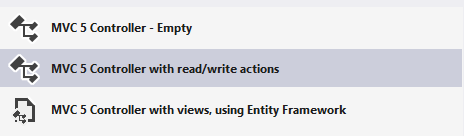 MVC 5 Controller - Empty
MVC 5 Controller with read/write actions
MVC 5 Controller with views, using Entity Framework